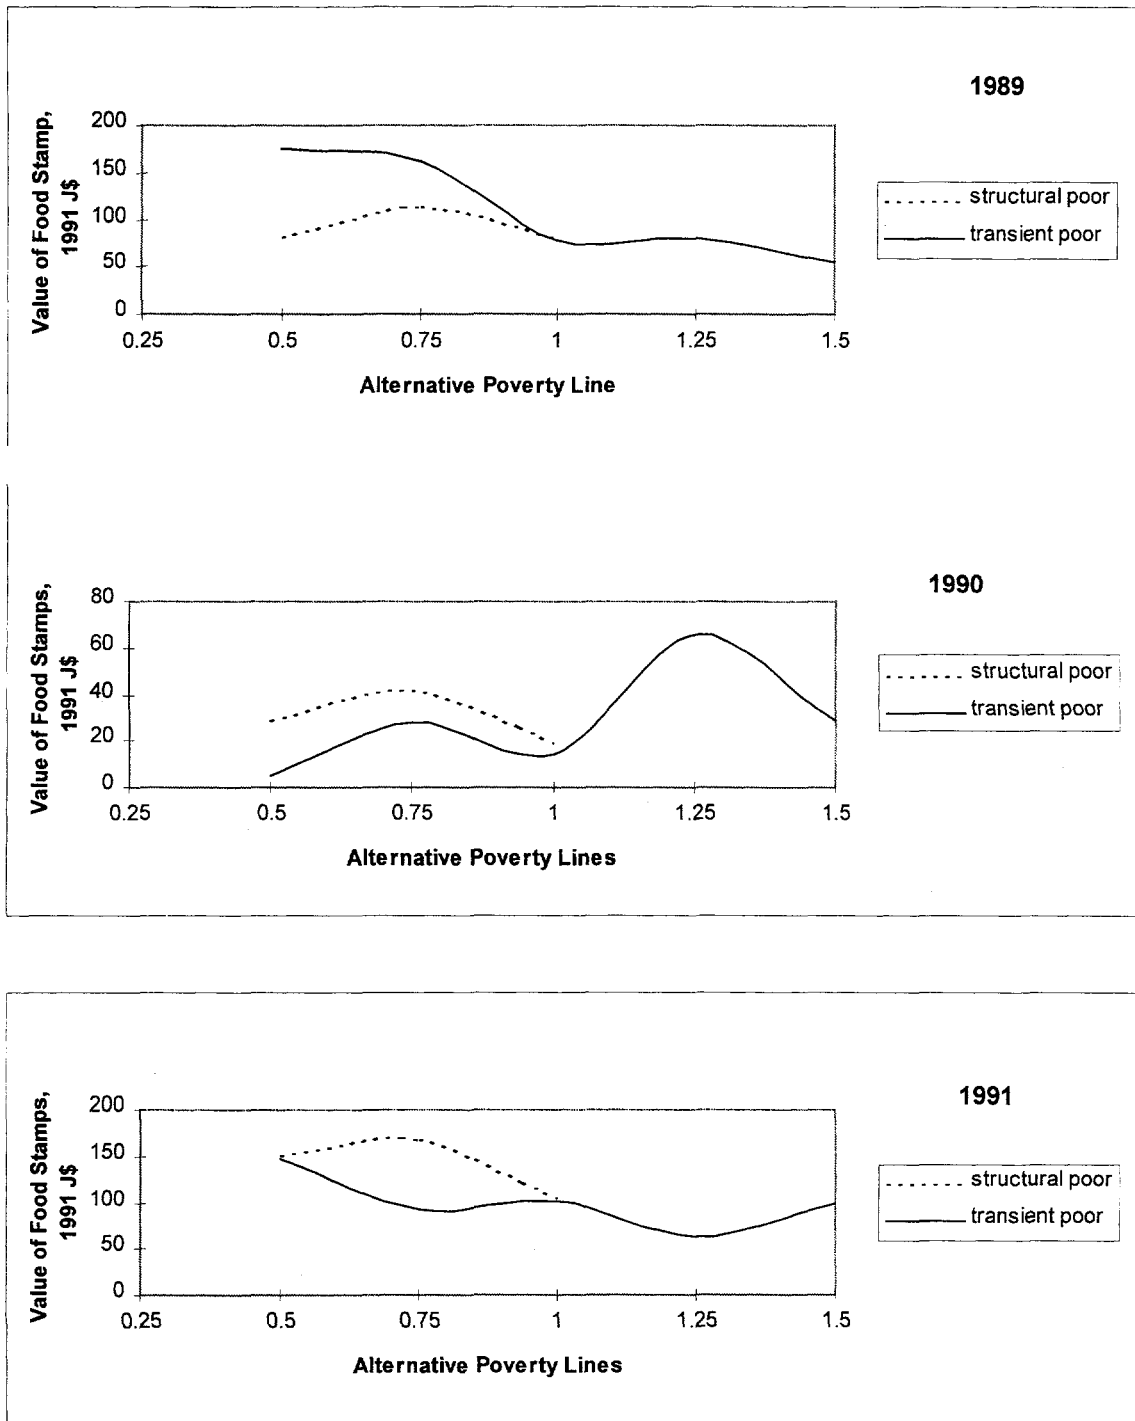 1989
Value of Food Stamp,
1991 J$
200
150
100
50
0
0.25 0.5 0.75 1 1.25 1.5
Alternative Poverty Line
structural poor
transient poor
1990
Value of Food Stamps,
1991 J$
80
60
40
20
0
0.25 0.5 0.75 1 1.25 1.5
Alternative Poverty Lines
structural poor
transient poor
1991
Value of Food Stamps,
1991 J$
200
150
100
50
0
0.25 0.5 0.75 1 1.25 1.5
Alternative Poverty Lines
structural poor
transient poor